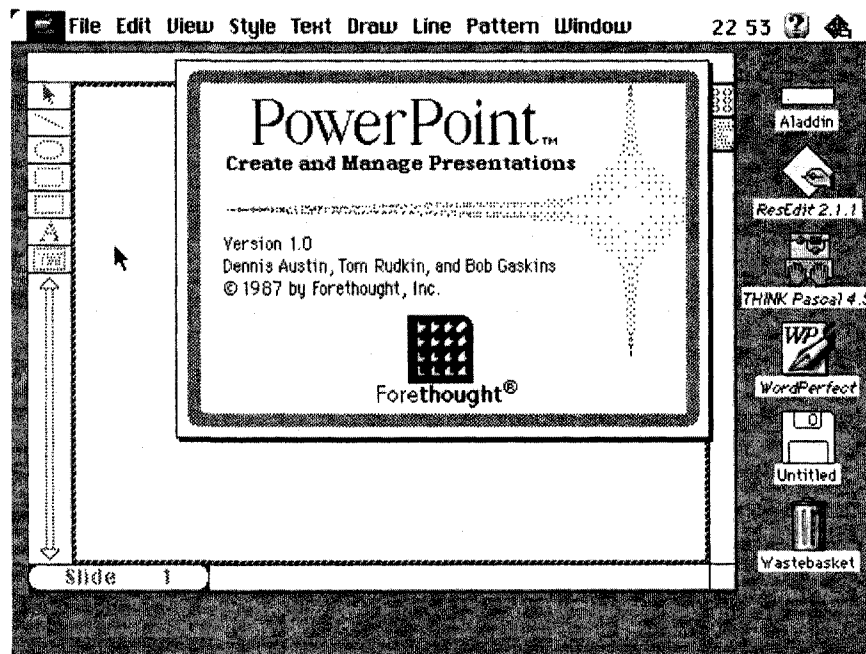 File Edit View Style Text Draw Line Pattern Window 22 53
PowerPoint™
Create and Manage Presentations
Version 1.0
Dennis Austin, Tom Rudkin, and Bob Gaskins
© 1987 by Forethought, Inc.
Forethought®
A
Slide 1
Aladdin
ResEdit 2.1.1
THINK Pascal 4.
WP
WordPerfect
Untitled
Wastebasket